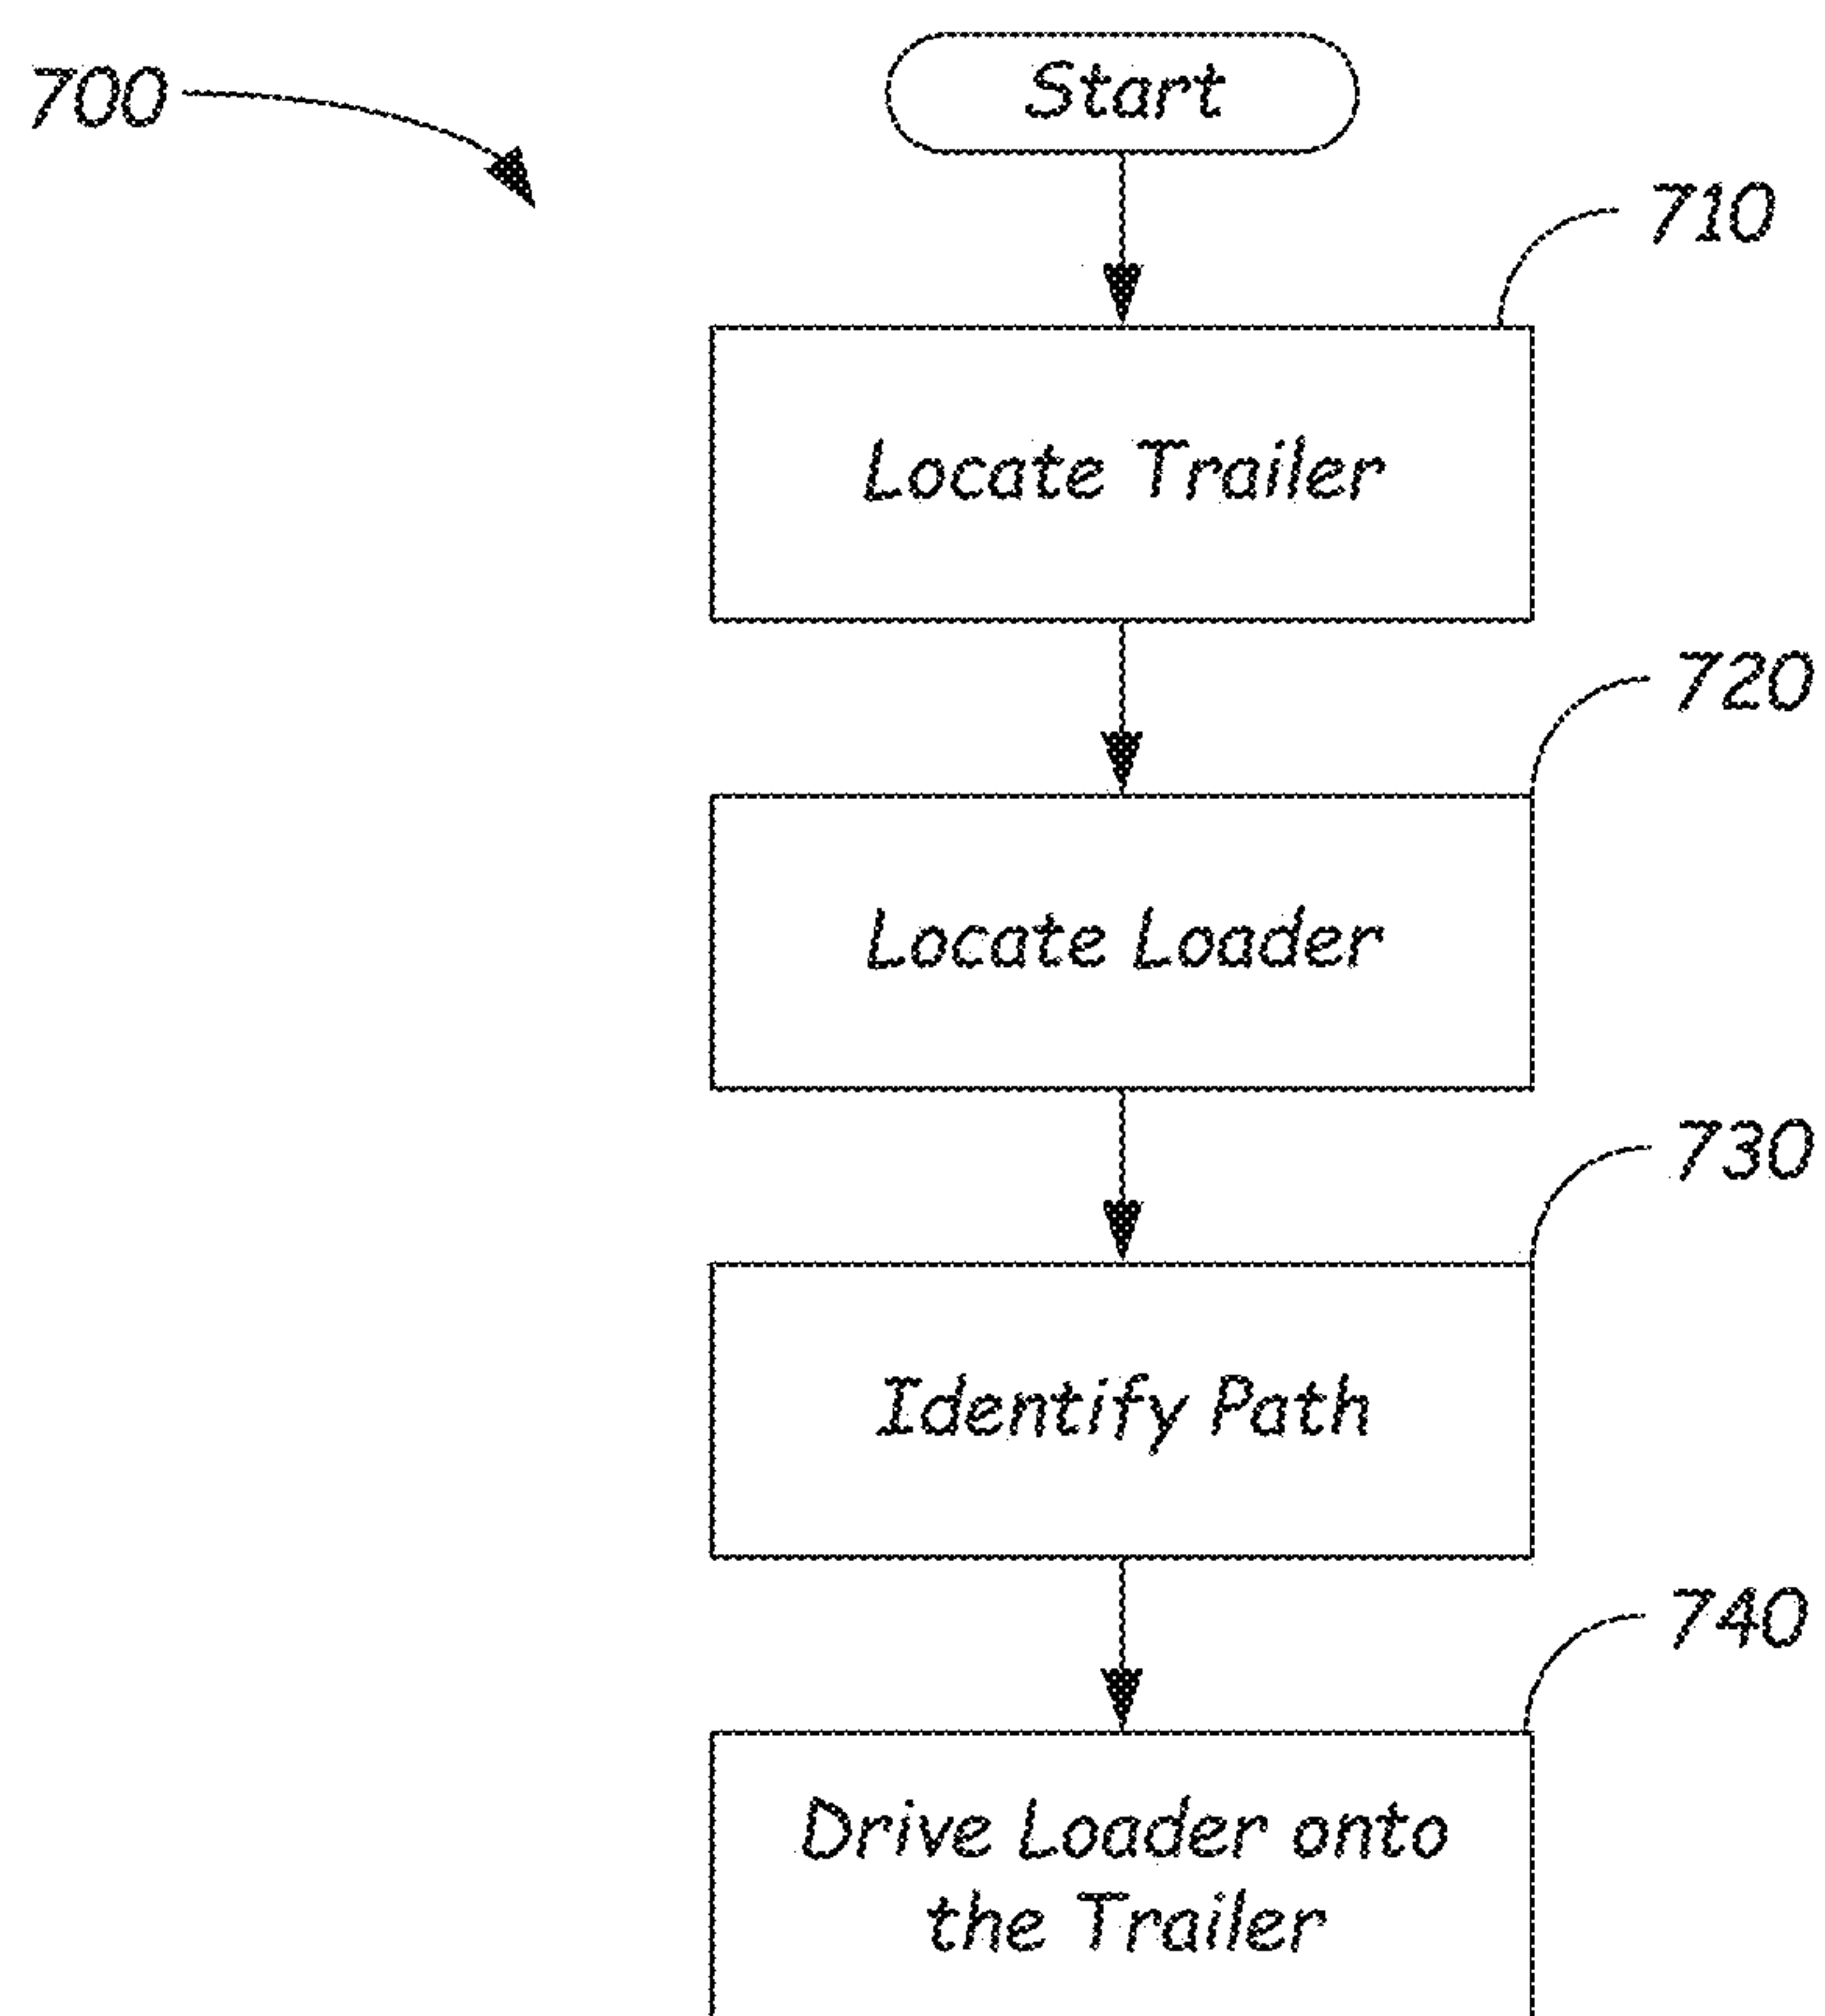 700
Start
710
Locate Trailer
720
Locate Loader
730
Identify Path
740
Drive Loader onto
the Trailer